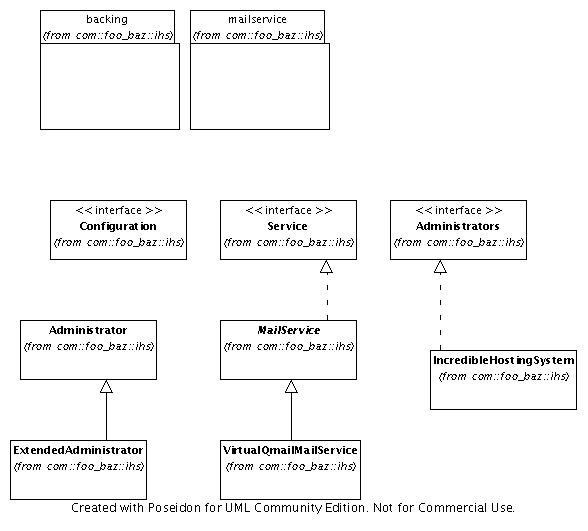 backing
(from com::foo_baz::ihs)
mailservice
(from com::foo_baz::ihs)
<< interface >>
Configuration
(from com::foo_baz::ihs)
<< interface >>
Service
(from com::foo_baz::ihs)
<< interface >>
Administrators
(from com::foo_baz::ihs)
Administrator
(from com::foo_baz::ihs)
MailService
(from com::foo_baz::ihs)
IncredibleHostingSystem
(from com::foo_baz::ihs)
ExtendedAdministrator
(from com::foo_baz::ihs)
VirtualQmailMailService
(from com::foo_baz::ihs)
Created with Poseidon for UML Community Edition. Not for Commercial Use.